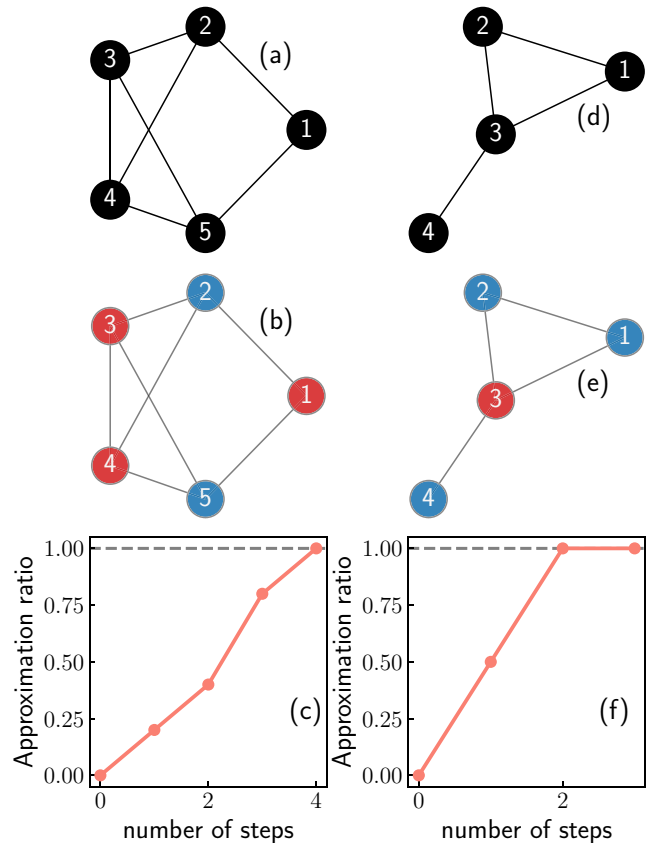 2
3
(a)
1
4
5
2
1
(d)
3
4
2
3
(b)
1
4
5
2
1
(e)
3
4
Approximation ratio
1.00
0.75
0.50
0.25
0.00
(c)
0 2 4
number of steps
Approximation ratio
1.00
0.75
0.50
0.25
0.00
(f)
0 2
number of steps